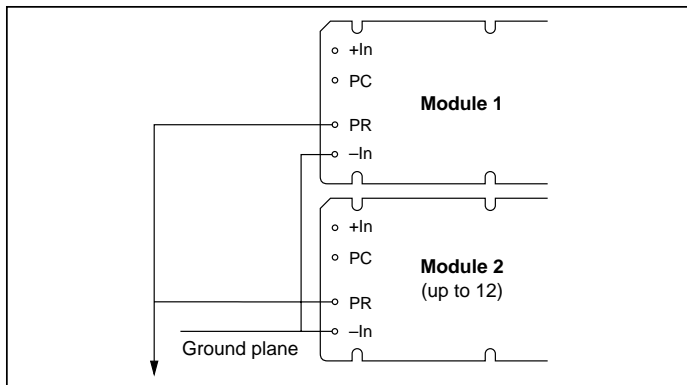 +In
PC
Module 1
PR
–In
+In
PC
Module 2
(up to 12)
PR
–In
Ground plane